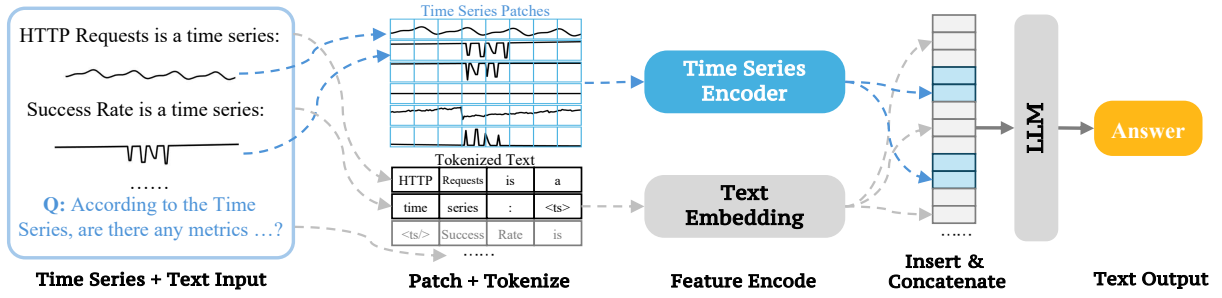 HTTP Requests is a time series:
Success Rate is a time series:
……
Q: According to the Time
Series, are there any metrics …?
Time Series + Text Input
Time Series Patches
Tokenized Text
HTTP Requests is a
time series : <ts>
<ts/> Success Rate is
……
Patch + Tokenize
Time Series
Encoder
Text
Embedding
Feature Encode
……
Insert &
Concatenate
LLM
Answer
Text Output